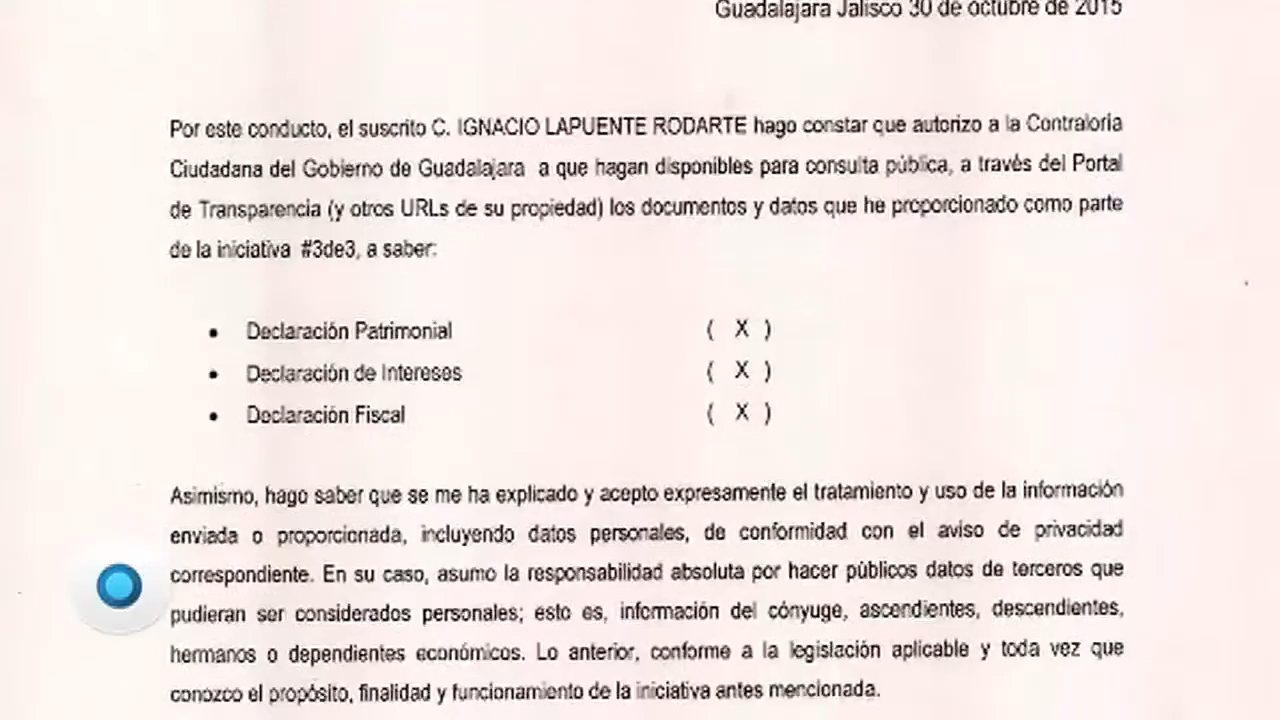 Guadalajara Jalisco 30 de octubre de 2015
Por este conducto, el suscrito C. IGNACIO LAPUENTE RODARTE hago constar que autorizo a la Contraloria
Ciudadana del Gobierno de Guadalajara a que hagan disponibles para consulta pública, a través del Portal
de Transparencia (y otros URLs de su propiedad) los documentos y datos que he proporcionado como parte
de la iniciativa #3de3, a saber:
• Declaración Patrimonial ( X )
• Declaración de Intereses ( X )
• Declaración Fiscal ( X )
Asimismo, hago saber que se me ha explicado y acepto expresamente el tratamiento y uso de la información
enviada o proporcionada, incluyendo datos personales, de conformidad con el aviso de privacidad
correspondiente. En su caso, asumo la responsabilidad absoluta por hacer públicos datos de terceros que
pudieran ser considerados personales; esto es, información del cónyuge, ascendientes, descendientes,
hermanos o dependientes económicos. Lo anterior, conforme a la legislación aplicable y toda vez que
conozco el propósito, finalidad y funcionamiento de la iniciativa antes mencionada.